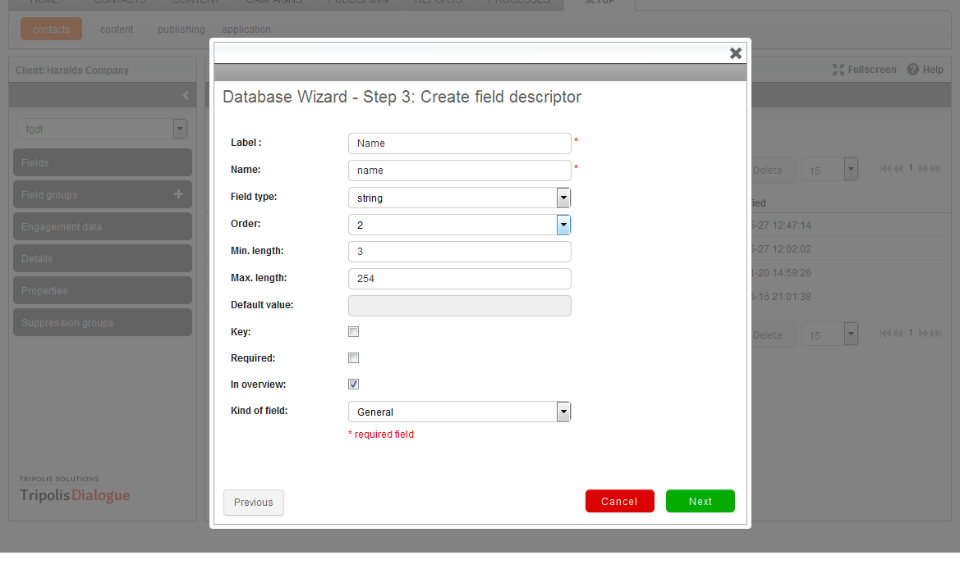 HOME CONTACTS CONTENT CAMPAIGNS PUBLISHING REPORTS PROCESSES SETUP
contacts content publishing application
Client: Haralds Company
Fullscreen Help
Database Wizard - Step 3: Create field descriptor
fgdf
Label : Name *
Delete 15 1
Fields
Name: name *
Field groups +
Field type: string
Order: 2
-27 12:47:14
Engagement data
Min. length: 3
-27 12:02:02
Details
Max. length: 254
-20 14:59:26
Properties
Default value:
-16 21:01:38
Suppression groups
Key:
Delete 15 1
Required:
In overview:
Kind of field: General
* required field
TRIPOLIS SOLUTIONS
TripolisDialogue
Previous Cancel Next